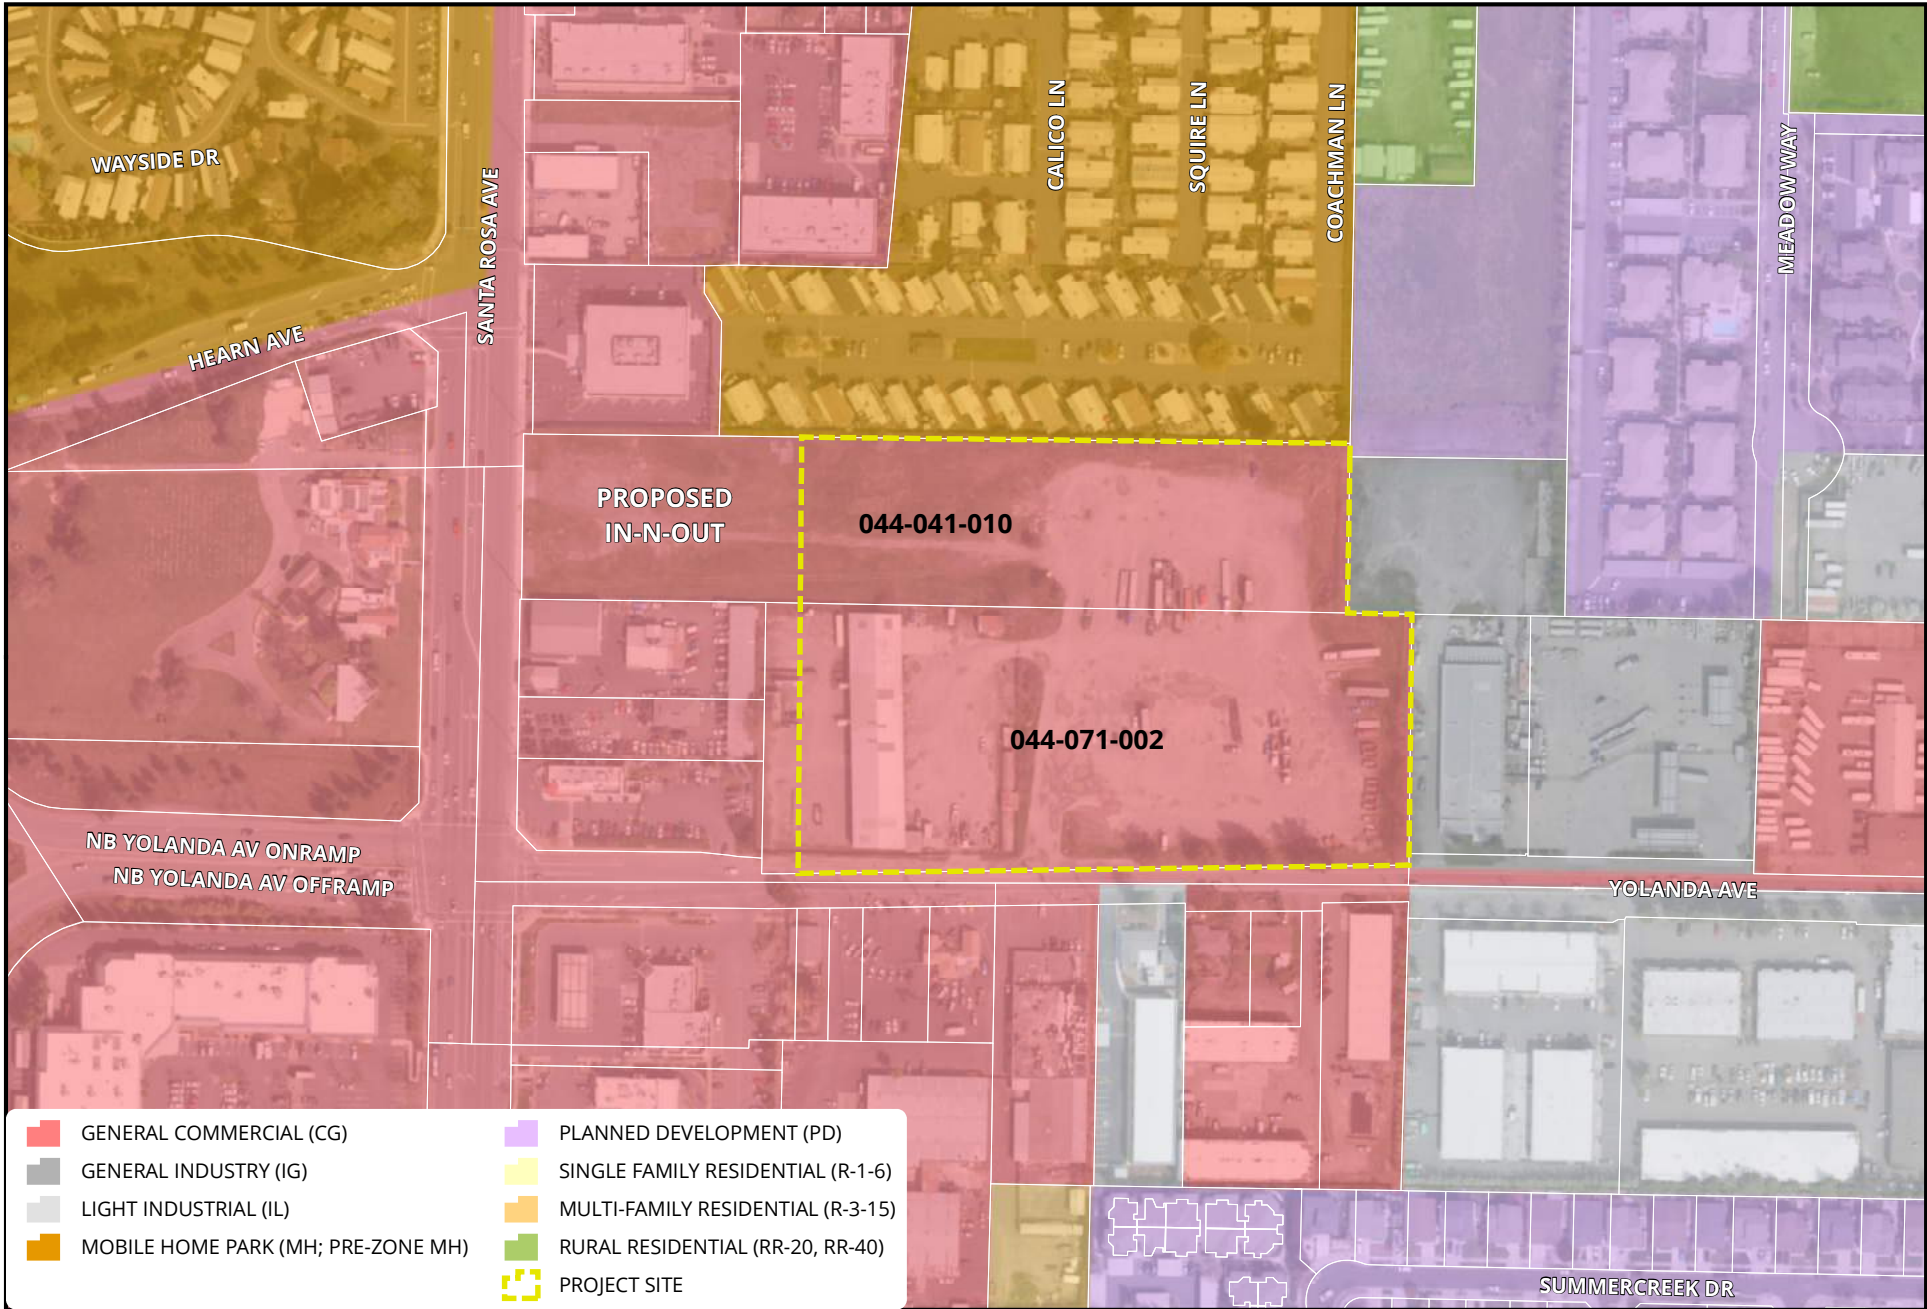 WAYSIDE DR
SANTA ROSA AVE
CALICO LN
SQUIRE LN
COACHMAN LN
MEADOW WAY
HEARN AVE
PROPOSED
IN-N-OUT
044-041-010
044-071-002
NB YOLANDA AV ONRAMP
NB YOLANDA AV OFFRAMP
YOLANDA AVE
SUMMERCREEK DR
GENERAL COMMERCIAL (CG)
GENERAL INDUSTRY (IG)
LIGHT INDUSTRIAL (IL)
MOBILE HOME PARK (MH; PRE-ZONE MH)
PLANNED DEVELOPMENT (PD)
SINGLE FAMILY RESIDENTIAL (R-1-6)
MULTI-FAMILY RESIDENTIAL (R-3-15)
RURAL RESIDENTIAL (RR-20, RR-40)
PROJECT SITE